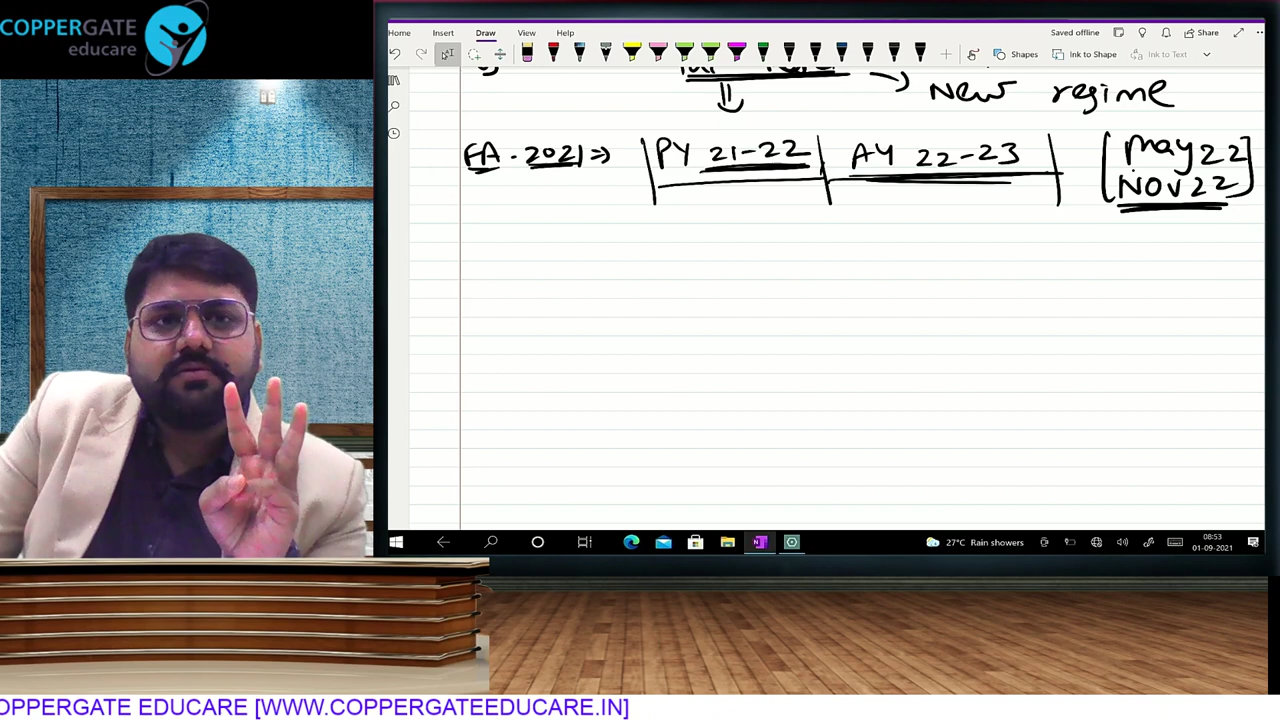 COPPERGATE
educare
Home Insert Draw View Help
Saved offline
Share
Shapes
Ink to Shape
Ink to Text
New regime
FA. 2021 ⇒ PY 21-22 AY 22-23 [May 22]
NOV 22
27°C Rain showers
08:53
01-09-2021
OPPERGATE EDUCARE [WWW.COPPERGATEEDUCARE.IN]